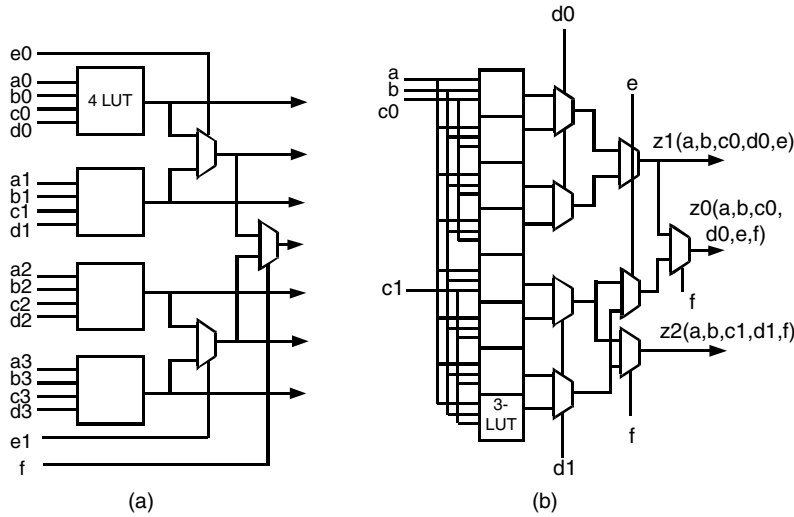 e0
a0
b0
c0
d0
4 LUT
a1
b1
c1
d1
a2
b2
c2
d2
a3
b3
c3
d3
e1
f
(a)
d0
a
b
c0
e
z1(a,b,c0,d0,e)
z0(a,b,c0,
d0,e,f)
c1
f
z2(a,b,c1,d1,f)
3-
LUT
f
d1
(b)